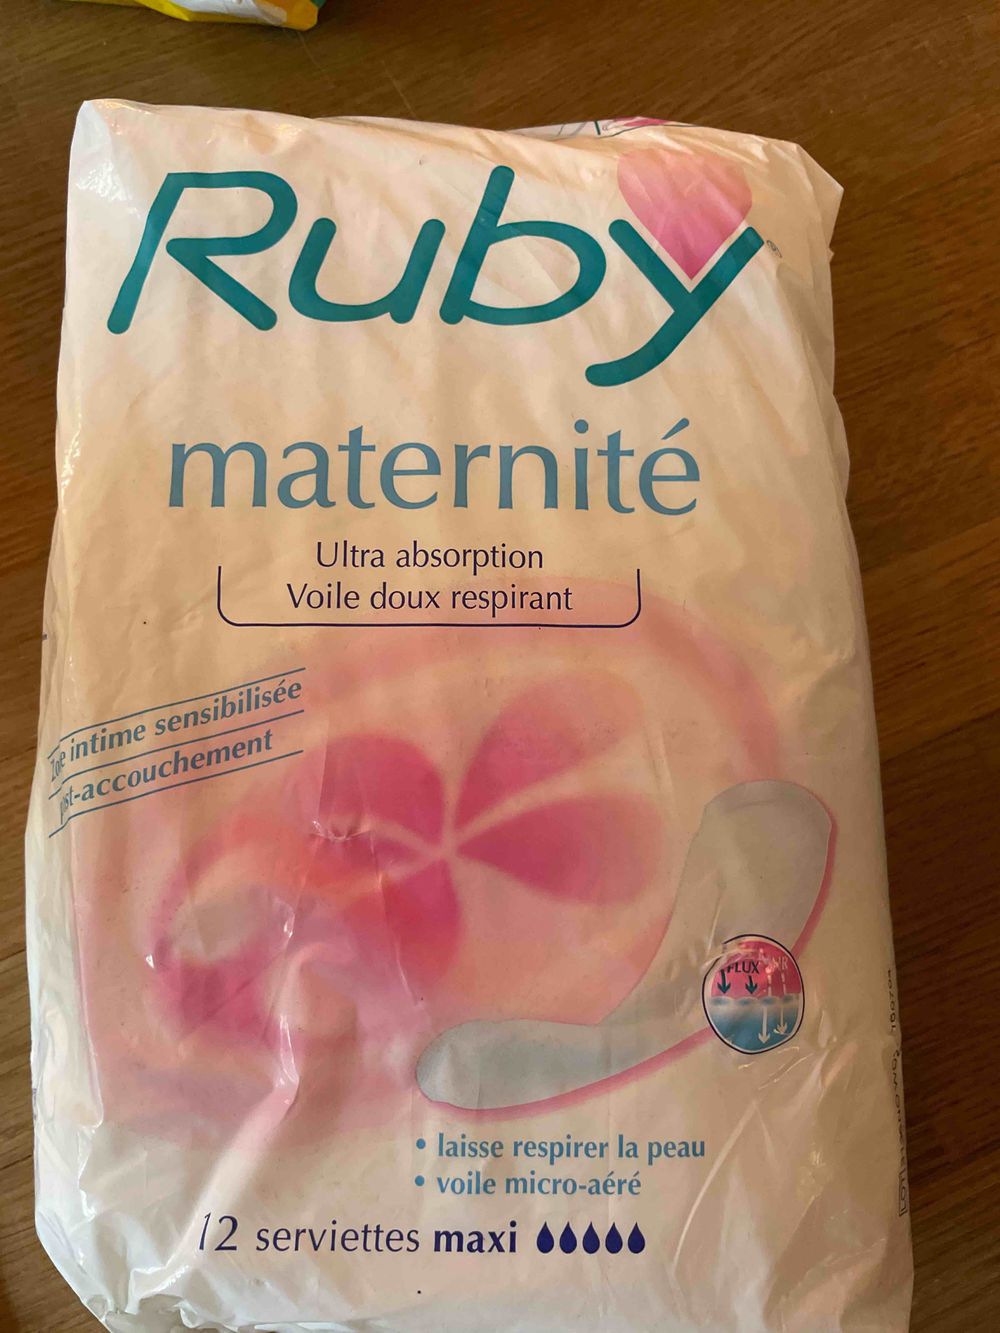 Ruby
maternité
Ultra absorption
Voile doux respirant
intime sensibilisée
post-accouchement
FLUX AIR
• laisse respirer la peau
• voile micro-aéré
12 serviettes maxi